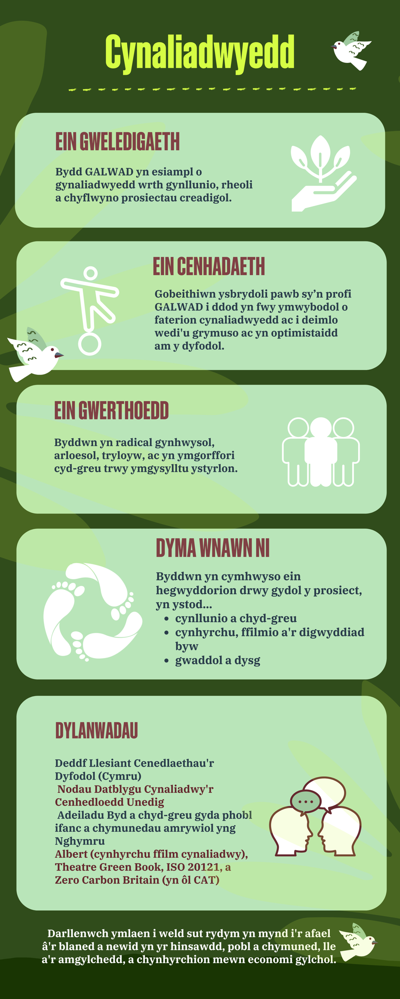 Cynaliadwyedd
EIN GWELEDIGAETH
Bydd GALWAD yn esiampl o
gynaliadwyedd wrth gynllunio, rheoli
a chyflwyno prosiectau creadigol.
EIN CENHADAETH
Gobeithiwn ysbrydoli pawb sy’n profi
GALWAD i ddod yn fwy ymwybodol o
faterion cynaliadwyedd ac i deimlo
wedi'u grymuso ac yn optimistaidd
am y dyfodol.
EIN GWERTHOEDD
Byddwn yn radical gynhwysol,
arloesol, tryloyw, ac yn ymgorffori
cyd-greu trwy ymgysylltu ystyrlon.
DYMA WNAWN NI
Byddwn yn cymhwyso ein
hegwyddorion drwy gydol y prosiect,
yn ystod...
• cynllunio a chyd-greu
• cynhyrchu, ffilmio a'r digwyddiad
byw
• gwaddol a dysg
DYLANWADAU
Deddf Llesiant Cenedlaethau'r
Dyfodol (Cymru)
Nodau Datblygu Cynaliadwy'r
Cenhedloedd Unedig
Adeiladu Byd a chyd-greu gyda phobl
ifanc a chymunedau amrywiol yng
Nghymru
Albert (cynhyrchu ffilm cynaliadwy),
Theatre Green Book, ISO 20121, a
Zero Carbon Britain (yn ôl CAT)
Darllenwch ymlaen i weld sut rydym yn mynd i'r afael
â'r blaned a newid yn yr hinsawdd, pobl a chymuned, lle
a'r amgylchedd, a chynhyrchion mewn economi gylchol.